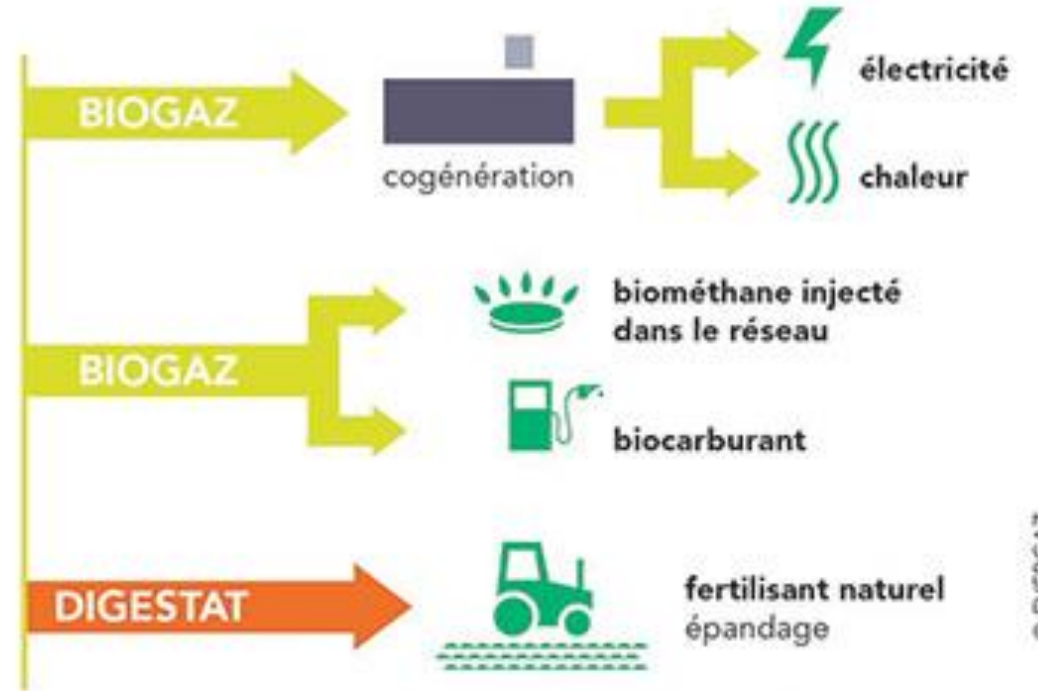 BIOGAZ
cogénération
électricité
chaleur
BIOGAZ
biométhane injecté
dans le réseau
biocarburant
DIGESTAT
fertilisant naturel
épandage